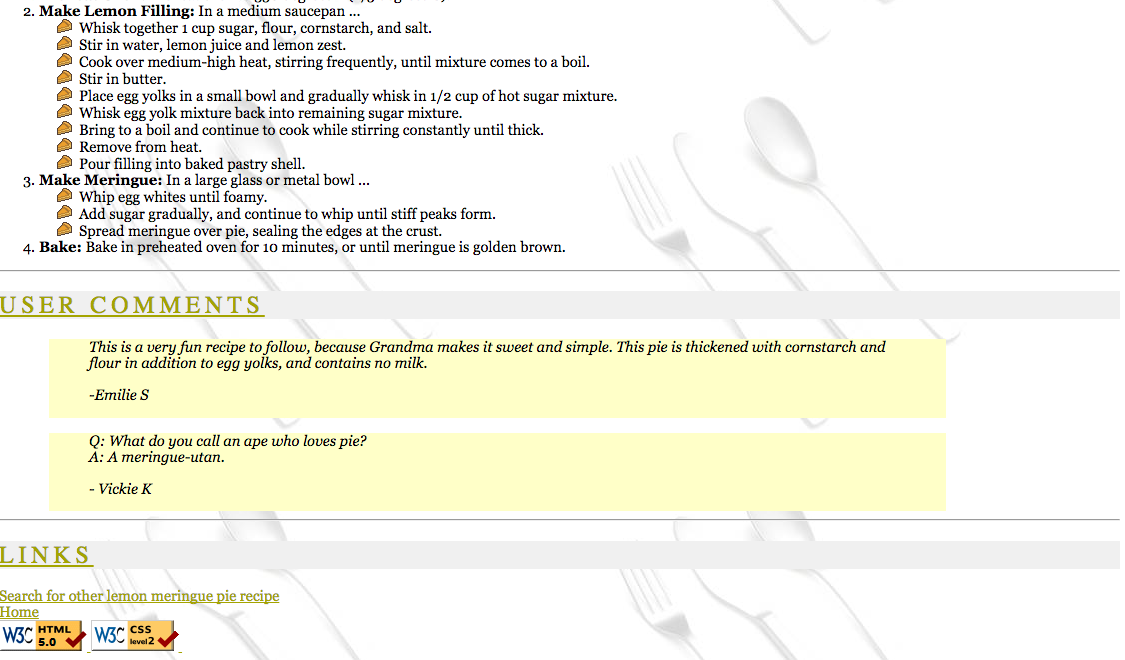 2. Make Lemon Filling: In a medium saucepan ...
Whisk together 1 cup sugar, flour, cornstarch, and salt.
Stir in water, lemon juice and lemon zest.
Cook over medium-high heat, stirring frequently, until mixture comes to a boil.
Stir in butter.
Place egg yolks in a small bowl and gradually whisk in 1/2 cup of hot sugar mixture.
Whisk egg yolk mixture back into remaining sugar mixture.
Bring to a boil and continue to cook while stirring constantly until thick.
Remove from heat.
Pour filling into baked pastry shell.
3. Make Meringue: In a large glass or metal bowl ...
Whip egg whites until foamy.
Add sugar gradually, and continue to whip until stiff peaks form.
Spread meringue over pie, sealing the edges at the crust.
4. Bake: Bake in preheated oven for 10 minutes, or until meringue is golden brown.
USER COMMENTS
This is a very fun recipe to follow, because Grandma makes it sweet and simple. This pie is thickened with cornstarch and
flour in addition to egg yolks, and contains no milk.
-Emilie S
Q: What do you call an ape who loves pie?
A: A meringue-utan.
- Vickie K
LINKS
Search for other lemon meringue pie recipe
Home
W3C HTML 5.0 W3C CSS level2